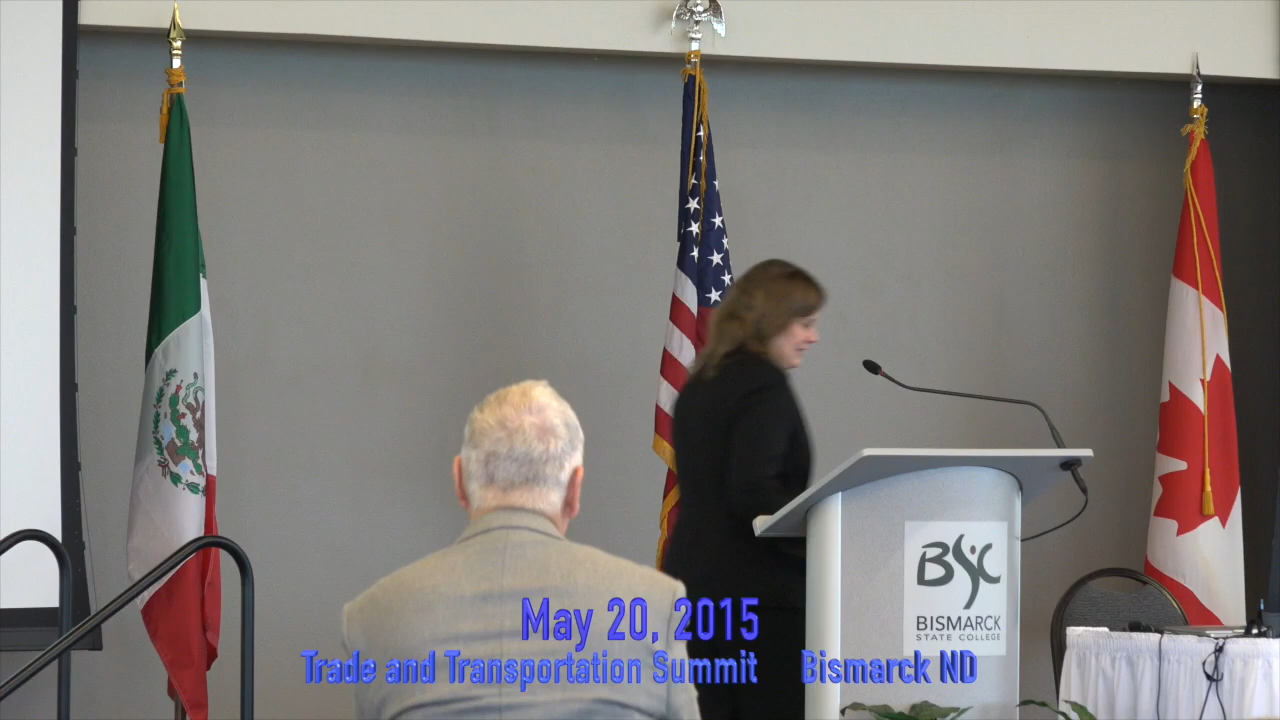 BSC
BISMARCK
STATE COLLEGE
May 20, 2015
Trade and Transportation Summit Bismarck ND